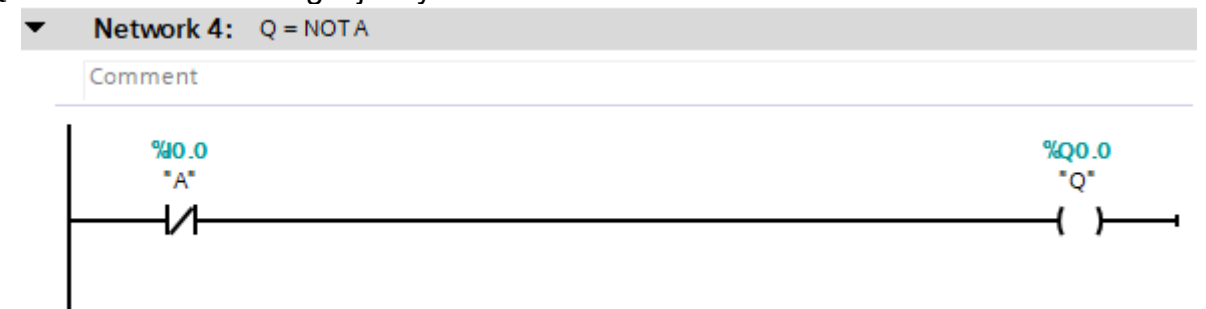 Network 4: Q = NOT A
Comment
%I0.0 %Q0.0
"A" "Q"